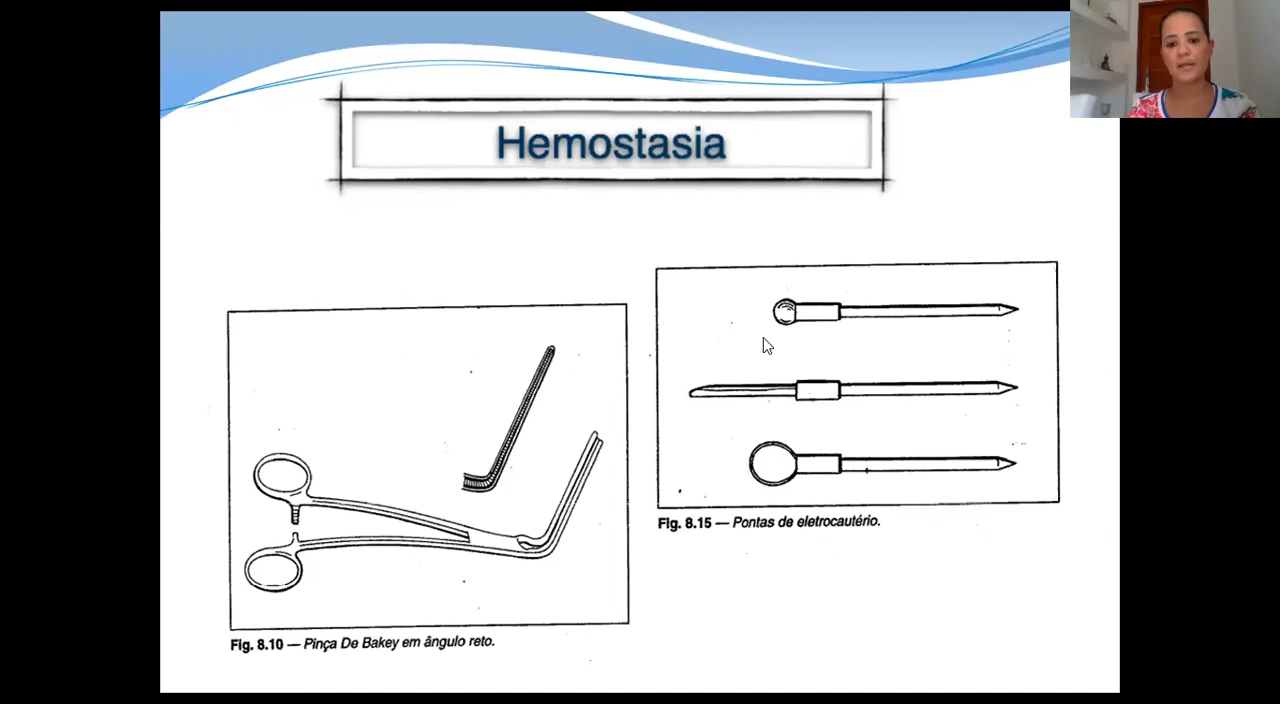 Hemostasia
Fig. 8.10 — Pinça De Bakey em ângulo reto.
Fig. 8.15 — Pontas de eletrocautério.